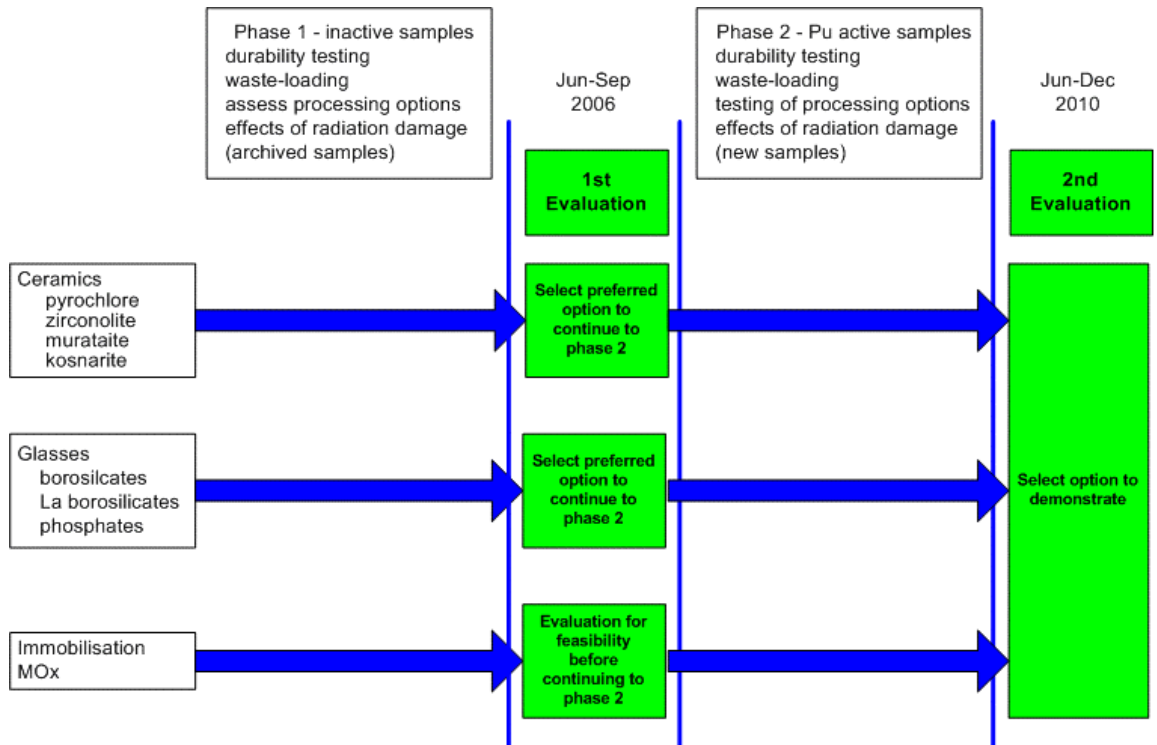 Phase 1 - inactive samples
durability testing
waste-loading
assess processing options
effects of radiation damage
(archived samples)
Jun-Sep
2006
Phase 2 - Pu active samples
durability testing
waste-loading
testing of processing options
effects of radiation damage
(new samples)
Jun-Dec
2010
1st
Evaluation
2nd
Evaluation
Ceramics
pyrochlore
zirconolite
murataite
kosnarite
Select preferred
option to
continue to
phase 2
Glasses
borosilcates
La borosilicates
phosphates
Select preferred
option to
continue to
phase 2
Select option to
demonstrate
Immobilisation
MOx
Evaluation for
feasibility
before
continuing to
phase 2